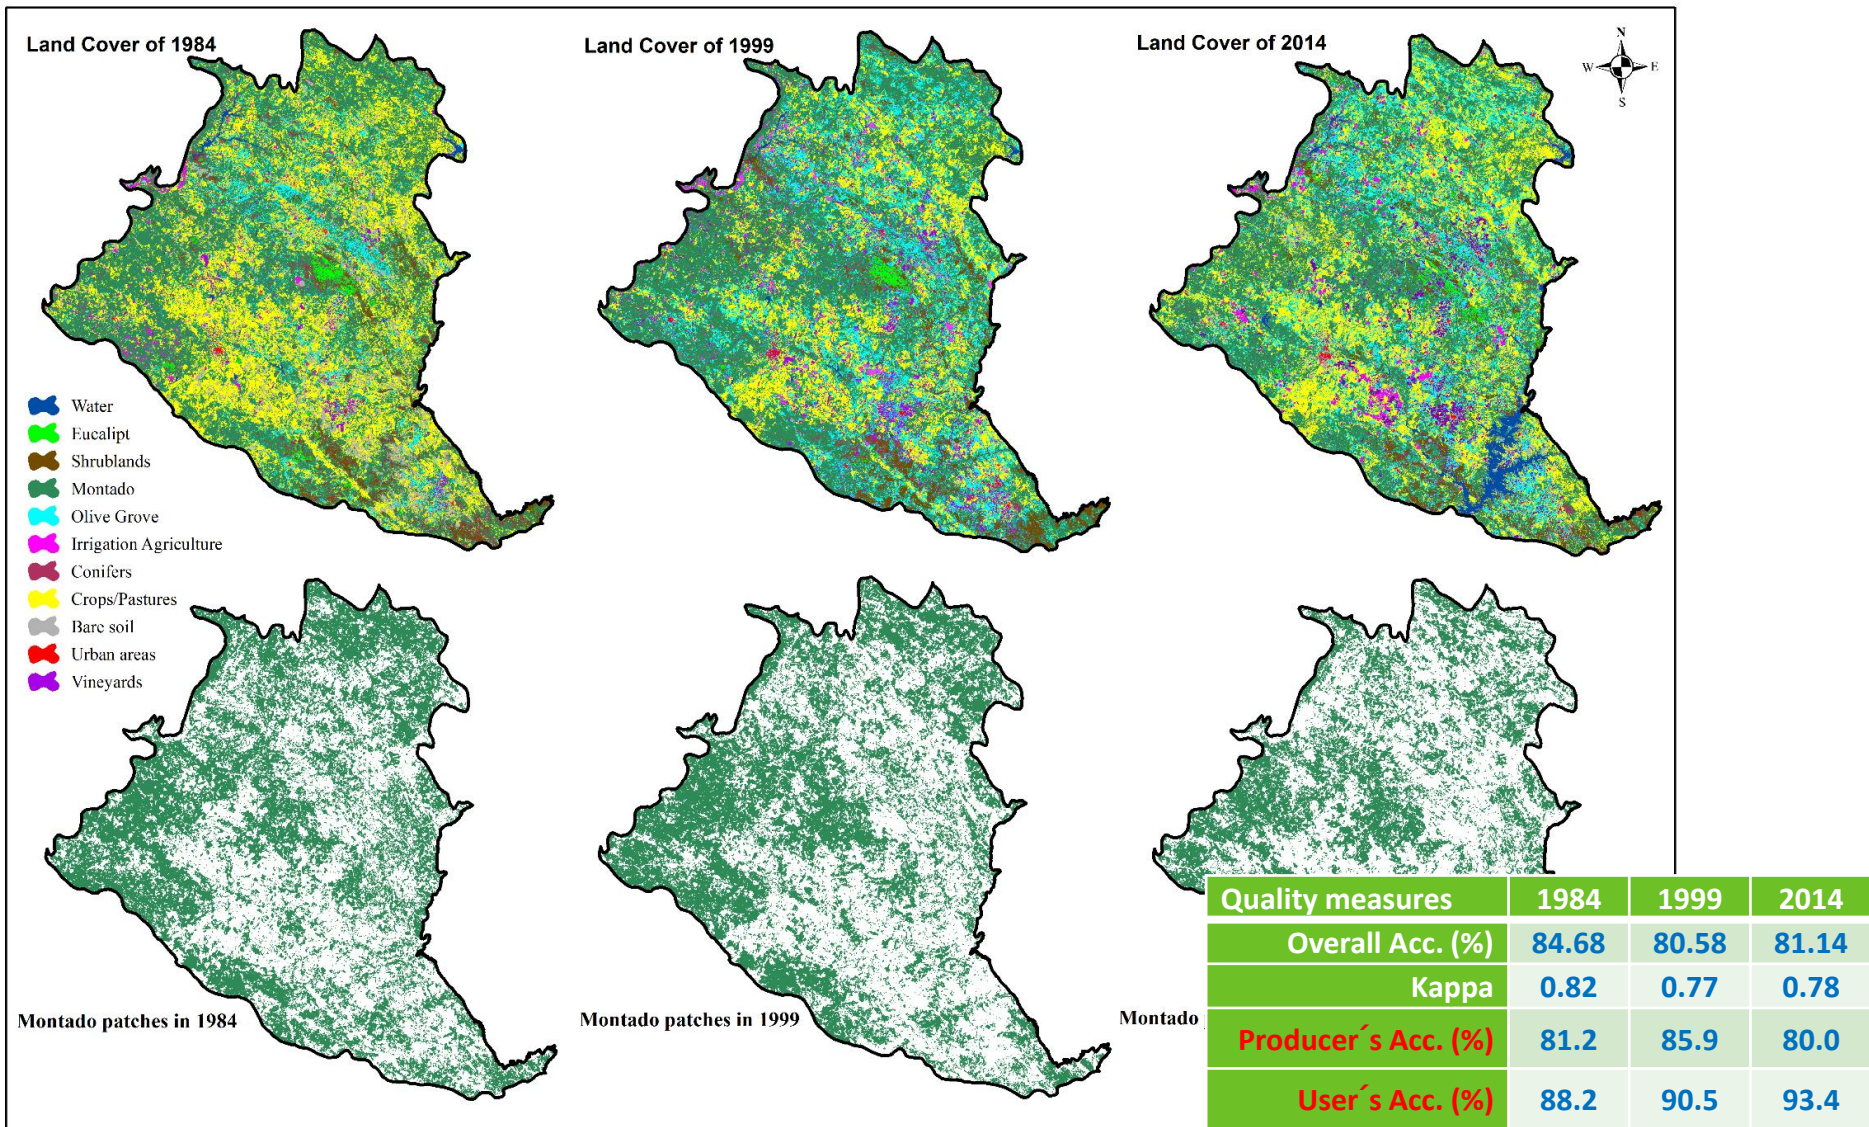 Land Cover of 1984
Land Cover of 1999
Land Cover of 2014
N
W E
S
Water
Eucalipt
Shrublands
Montado
Olive Grove
Irrigation Agriculture
Conifers
Crops/Pastures
Bare soil
Urban areas
Vineyards
Montado patches in 1984
Montado patches in 1999
Montado
Quality measures 1984 1999 2014
Overall Acc. (%) 84.68 80.58 81.14
Kappa 0.82 0.77 0.78
Producer´s Acc. (%) 81.2 85.9 80.0
User´s Acc. (%) 88.2 90.5 93.4